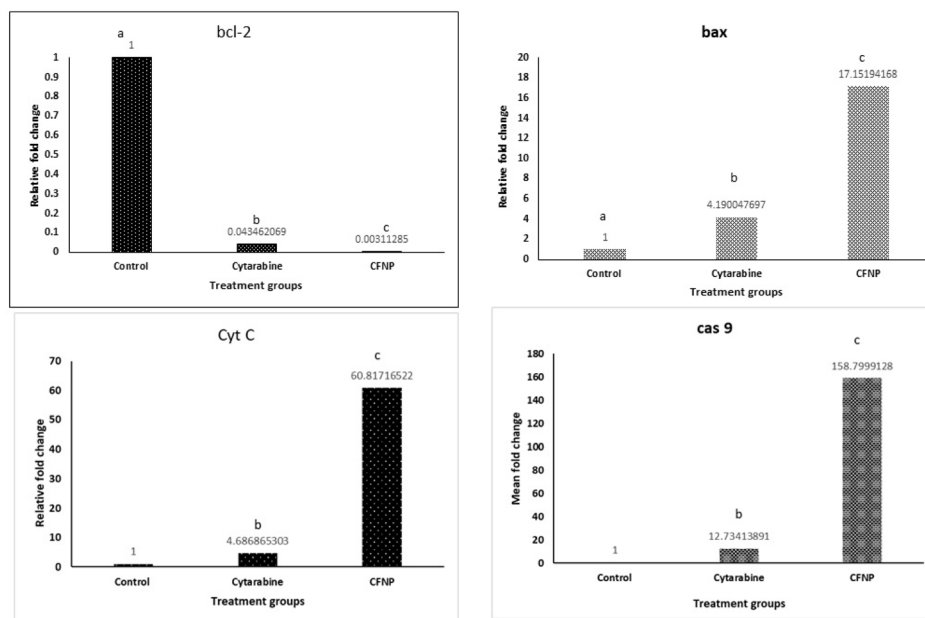 bcl-2
a
1
1
0.9
0.8
0.7
0.6
0.5
0.4
0.3
0.2
0.1
0
Relative fold change
b
0.043462069
c
0.00311285
Control Cytarabine CFNP
Treatment groups
bax
20
18
16
14
12
10
8
6
4
2
0
Relative fold change
a
1
b
4.190047697
c
17.15194168
Control Cytarabine CFNP
Treatment groups
Cyt C
70
60
50
40
30
20
10
0
Relative fold change
1
b
4.686865303
c
60.81716522
Control Cytarabine CFNP
Treatment groups
cas 9
180
160
140
120
100
80
60
40
20
0
Mean fold change
1
b
12.73413891
c
158.7999128
Control Cytarabine CFNP
Treatment groups